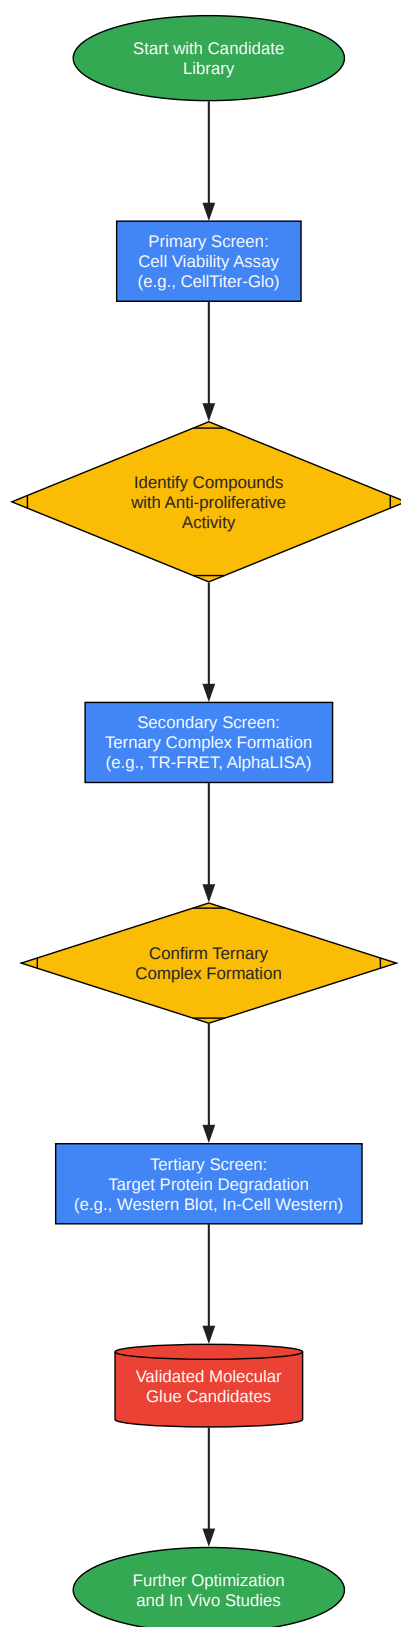 Start with Candidate
Library
Primary Screen:
Cell Viability Assay
(e.g., CellTiter-Glo)
Identify Compounds
with Anti-proliferative
Activity
Secondary Screen:
Ternary Complex Formation
(e.g., TR-FRET, AlphaLISA)
Confirm Ternary
Complex Formation
Tertiary Screen:
Target Protein Degradation
(e.g., Western Blot, In-Cell Western)
Validated Molecular
Glue Candidates
Further Optimization
and In Vivo Studies